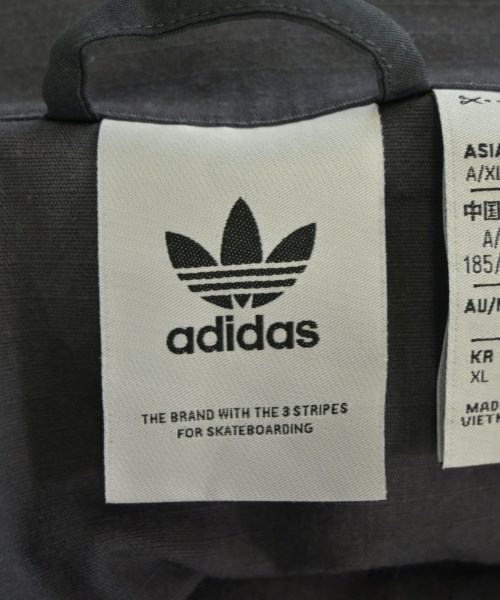 adidas
THE BRAND WITH THE 3 STRIPES
FOR SKATEBOARDING
ASIA
A/XL
中国
A/
185/
AU/
KR
XL
MAD
VIETN